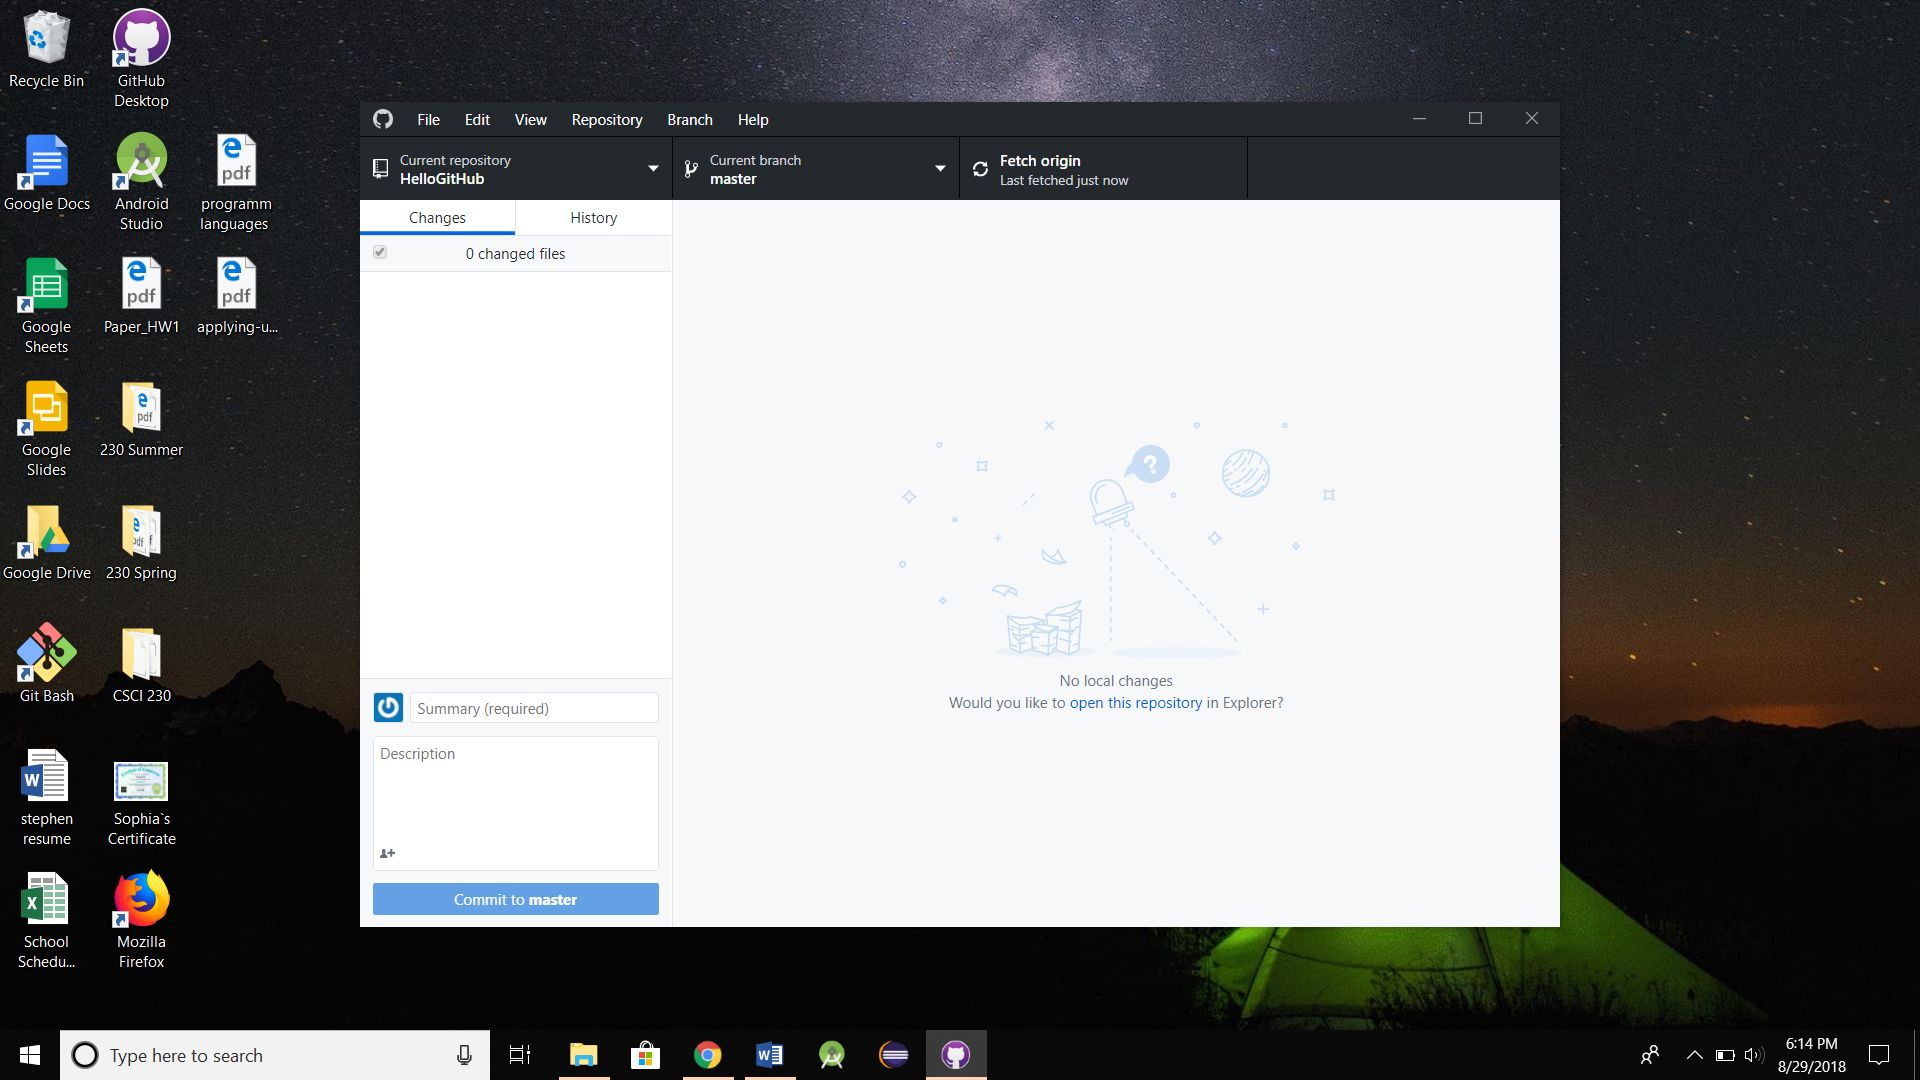 Recycle Bin
GitHub
Desktop
Google Docs
Android
Studio
pdf
programm
languages
Google
Sheets
pdf
Paper_HW1
pdf
applying-u...
Google
Slides
pdf
230 Summer
Google Drive
230 Spring
Git Bash
CSCI 230
W
stephen
resume
Sophia`s
Certificate
X
School
Schedu...
Mozilla
Firefox
File Edit View Repository Branch Help
Current repository
HelloGitHub
Current branch
master
Fetch origin
Last fetched just now
Changes History
0 changed files
?
No local changes
Would you like to open this repository in Explorer?
Summary (required)
Description
Commit to master
Type here to search
W
6:14 PM
8/29/2018